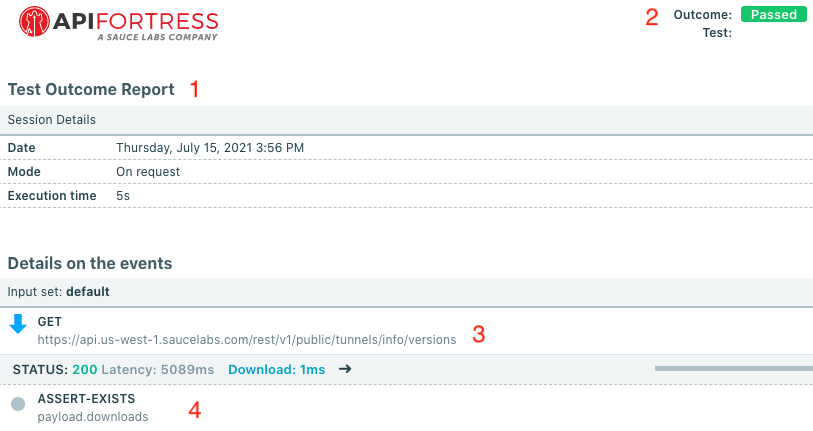 APIFORTRESS
A SAUCE LABS COMPANY
2 Outcome: Passed
Test:
Test Outcome Report 1
Session Details
Date Thursday, July 15, 2021 3:56 PM
Mode On request
Execution time 5s
Details on the events
Input set: default
GET
https://api.us-west-1.saucelabs.com/rest/v1/public/tunnels/info/versions 3
STATUS: 200 Latency: 5089ms Download: 1ms →
ASSERT-EXISTS
payload.downloads 4